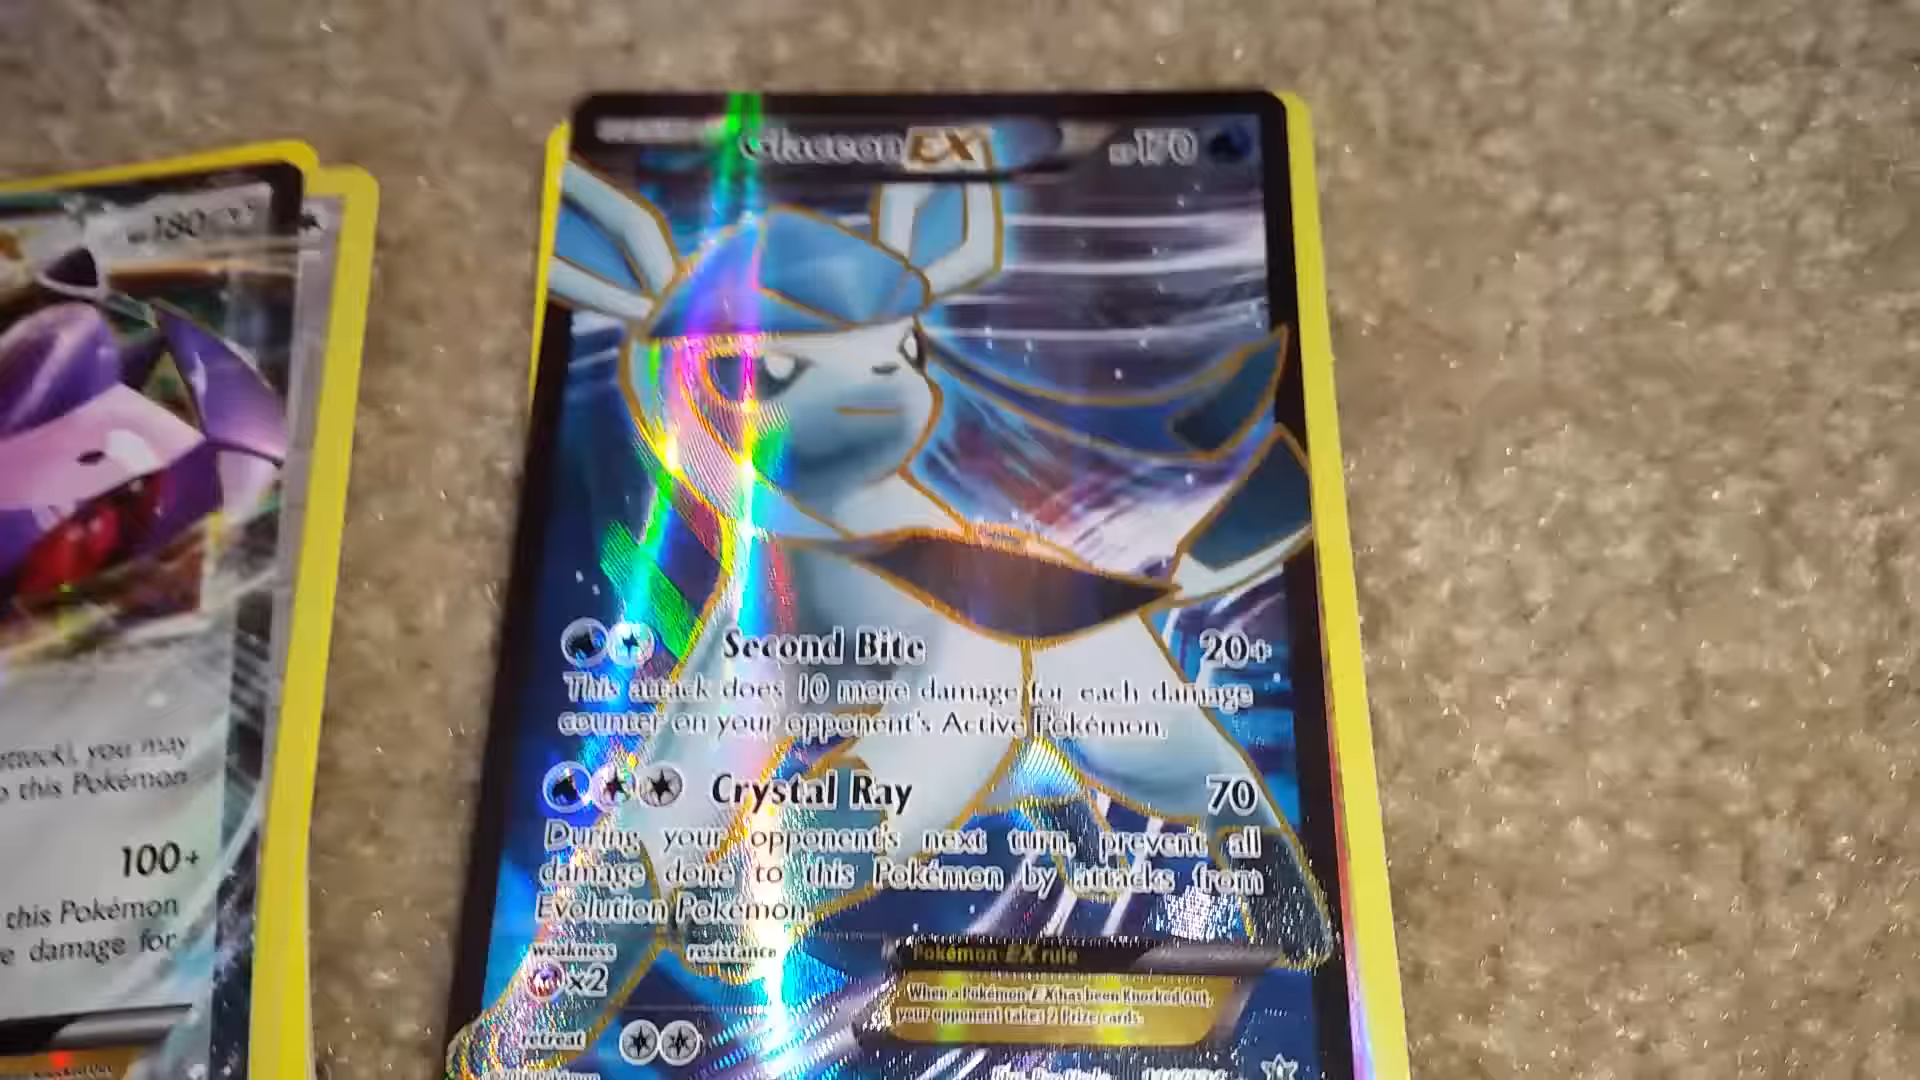 180
attack), you may
this Pokémon
100+
this Pokémon
damage for
Glaceon EX
HP170
Second Bite 20+
This attack does 10 more damage for each damage
counter on your opponent's Active Pokémon.
Crystal Ray 70
During your opponent's next turn, prevent all
damage done to this Pokémon by attacks from
Evolution Pokémon.
weakness resistance
×2
Pokémon EX rule
When a Pokémon EX has been Knocked Out,
your opponent takes 2 Prize cards.
retreat